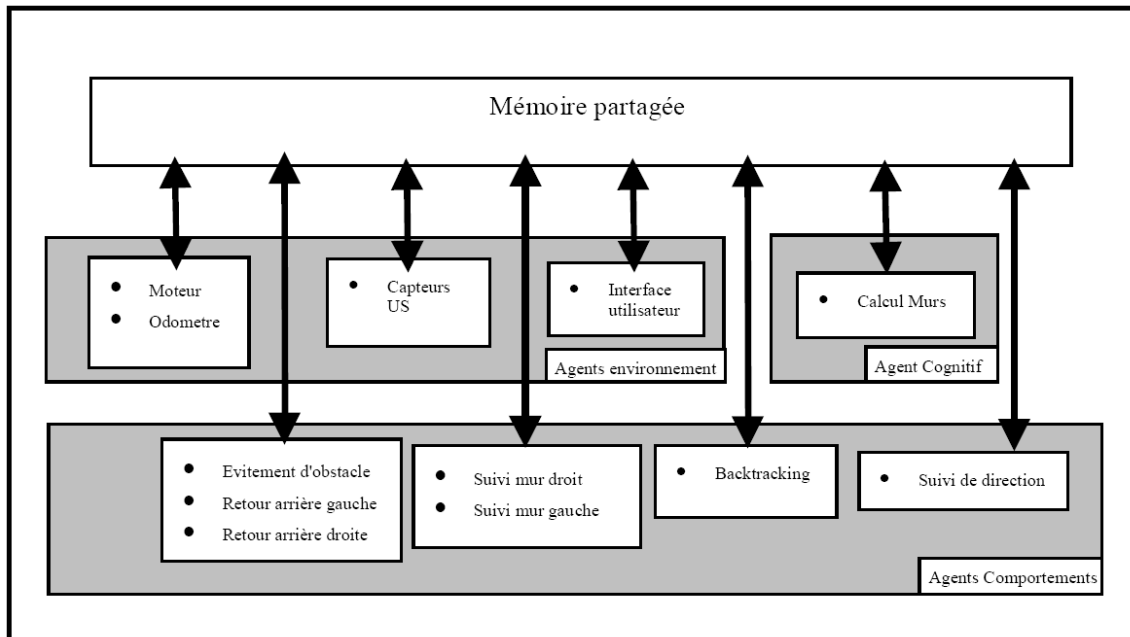 Mémoire partagée
• Moteur
• Odometre
• Capteurs
US
• Interface
utilisateur
Agents environnement
• Calcul Murs
Agent Cognitif
• Evitement d'obstacle
• Retour arrière gauche
• Retour arrière droite
• Suivi mur droit
• Suivi mur gauche
• Backtracking
• Suivi de direction
Agents Comportements